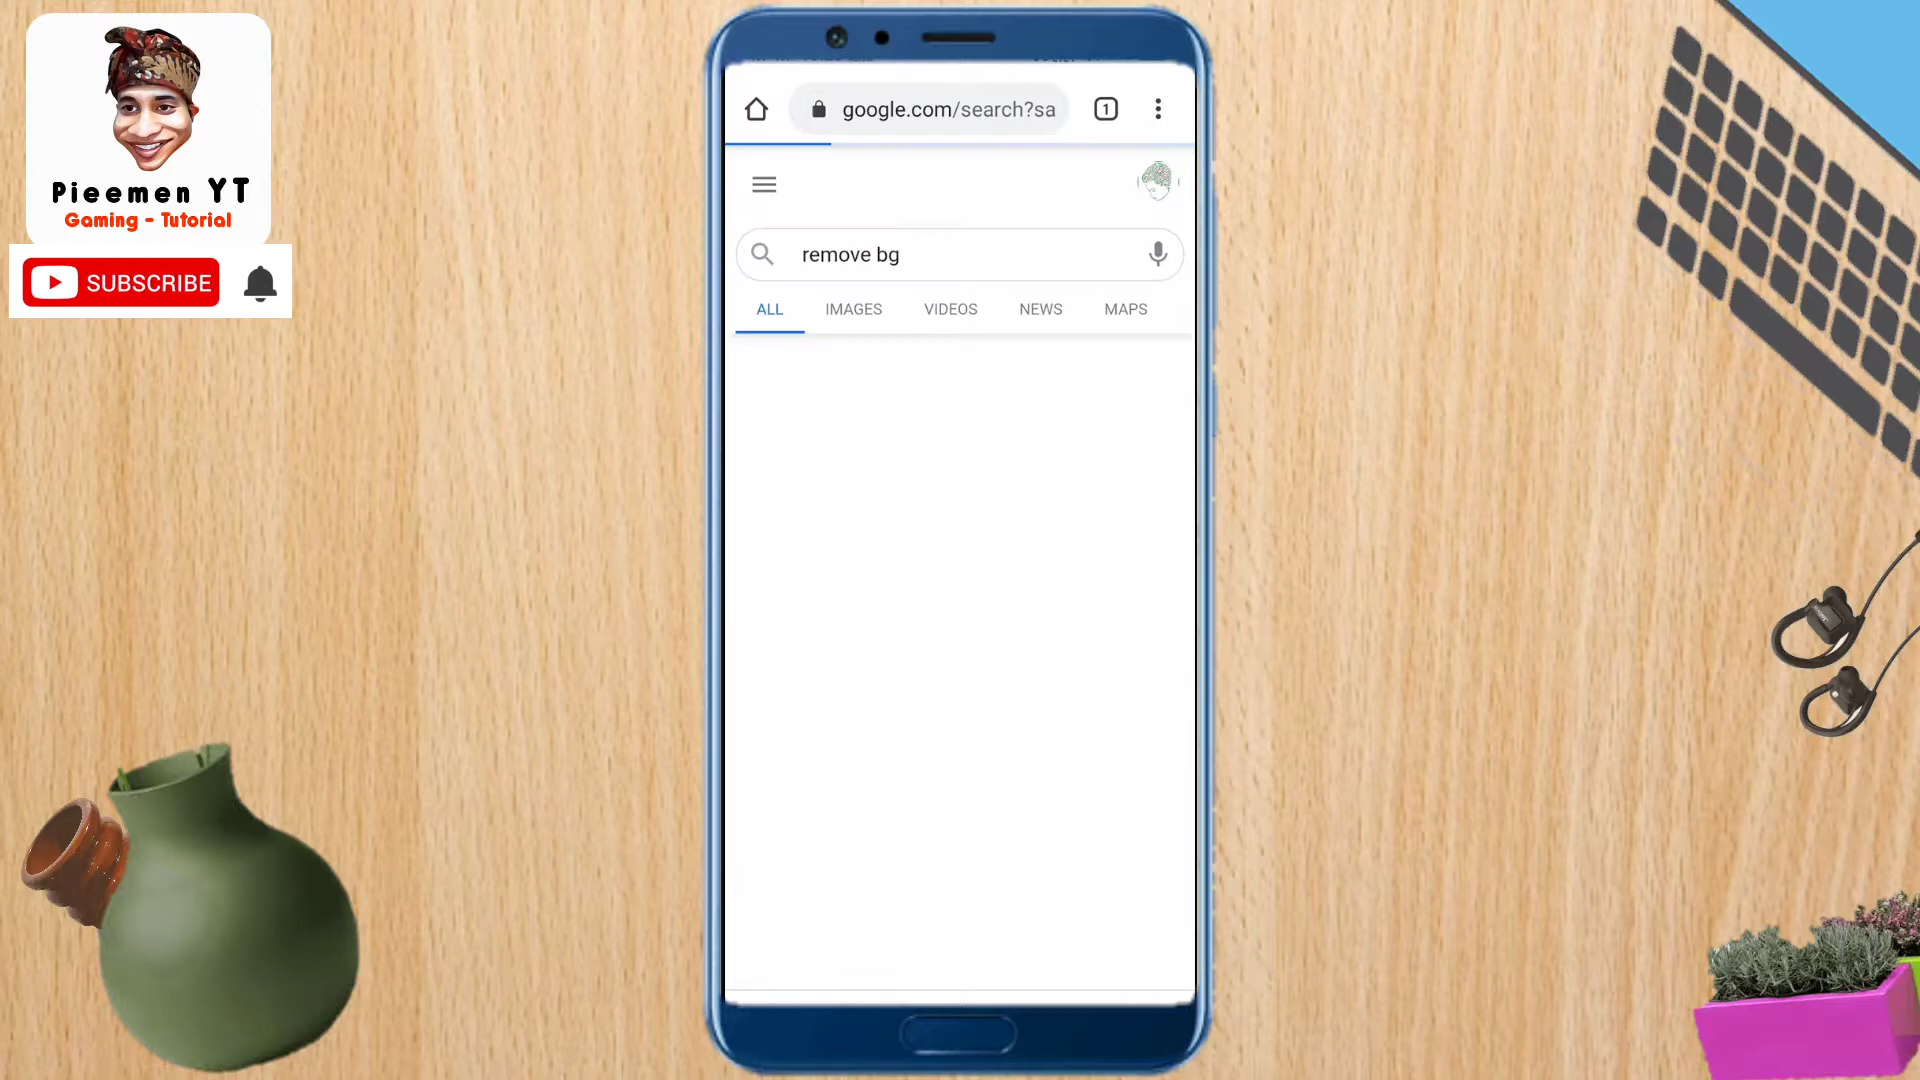 Pieemen YT
Gaming - Tutorial
SUBSCRIBE
google.com/search?sa
1
remove bg
ALL IMAGES VIDEOS NEWS MAPS